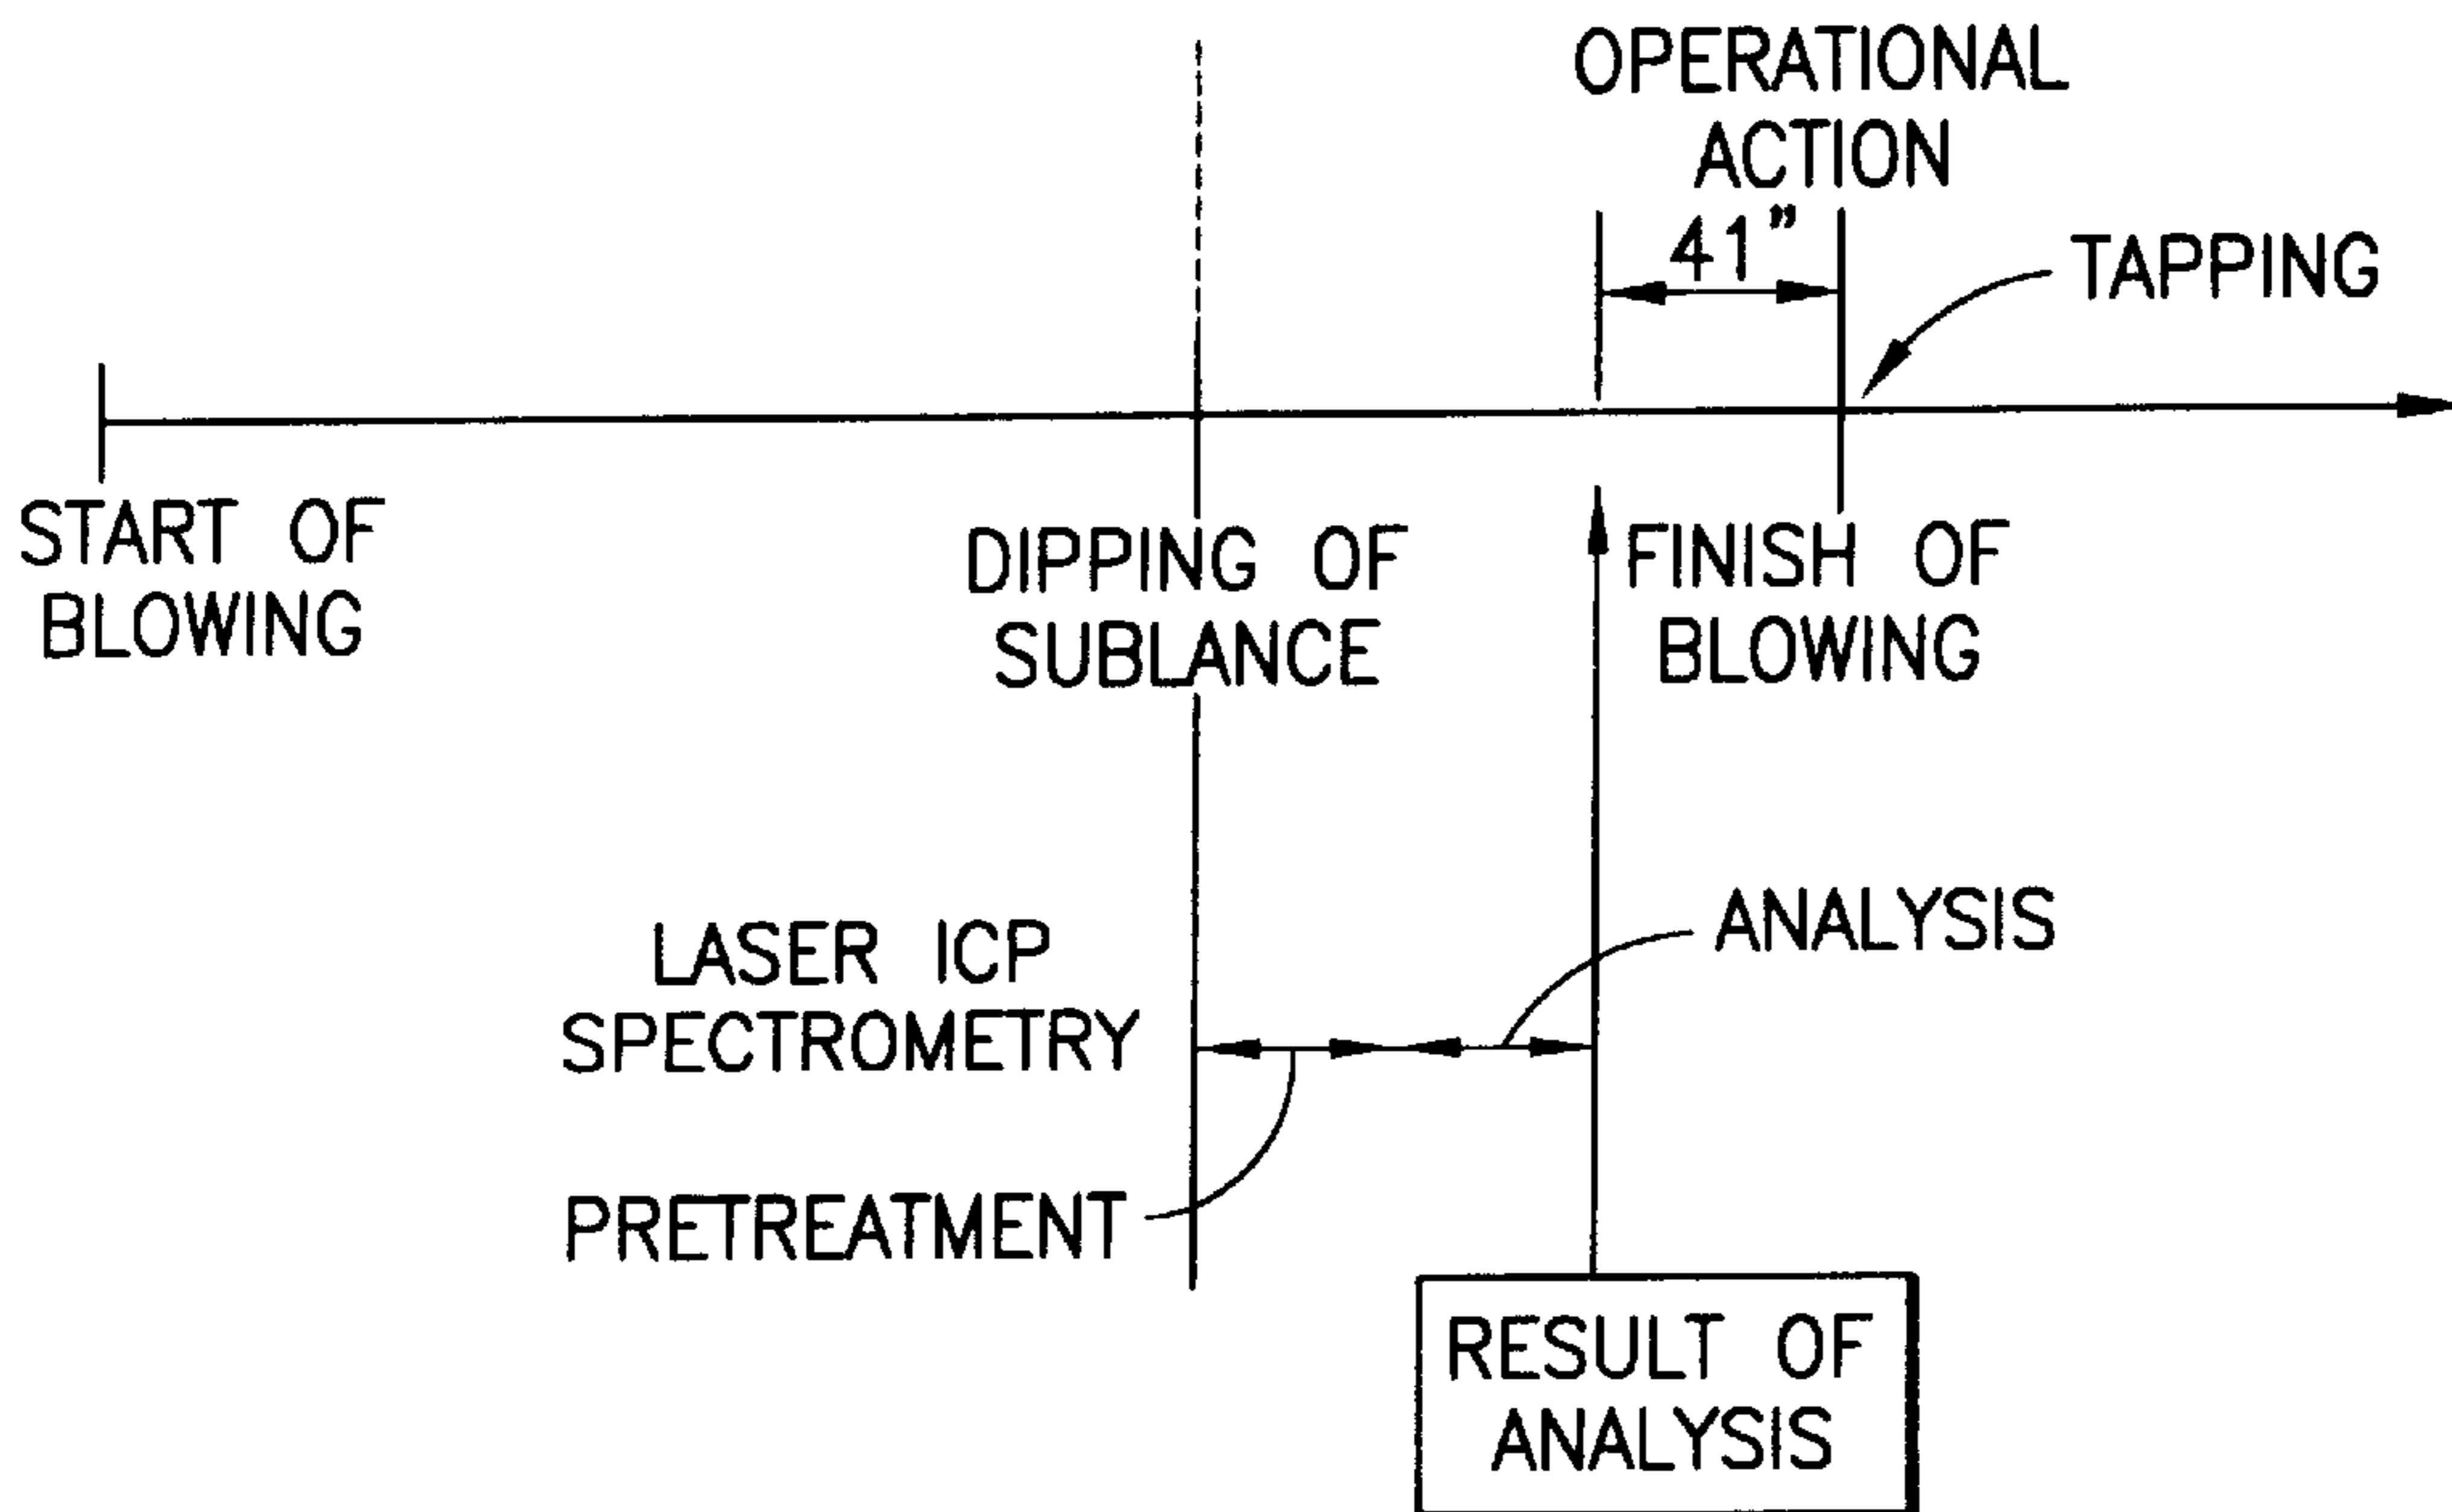 OPERATIONAL
ACTION
41”
TAPPING
START OF
BLOWING
DIPPING OF
SUBLANCE
FINISH OF
BLOWING
LASER ICP
SPECTROMETRY
ANALYSIS
PRETREATMENT
RESULT OF
ANALYSIS